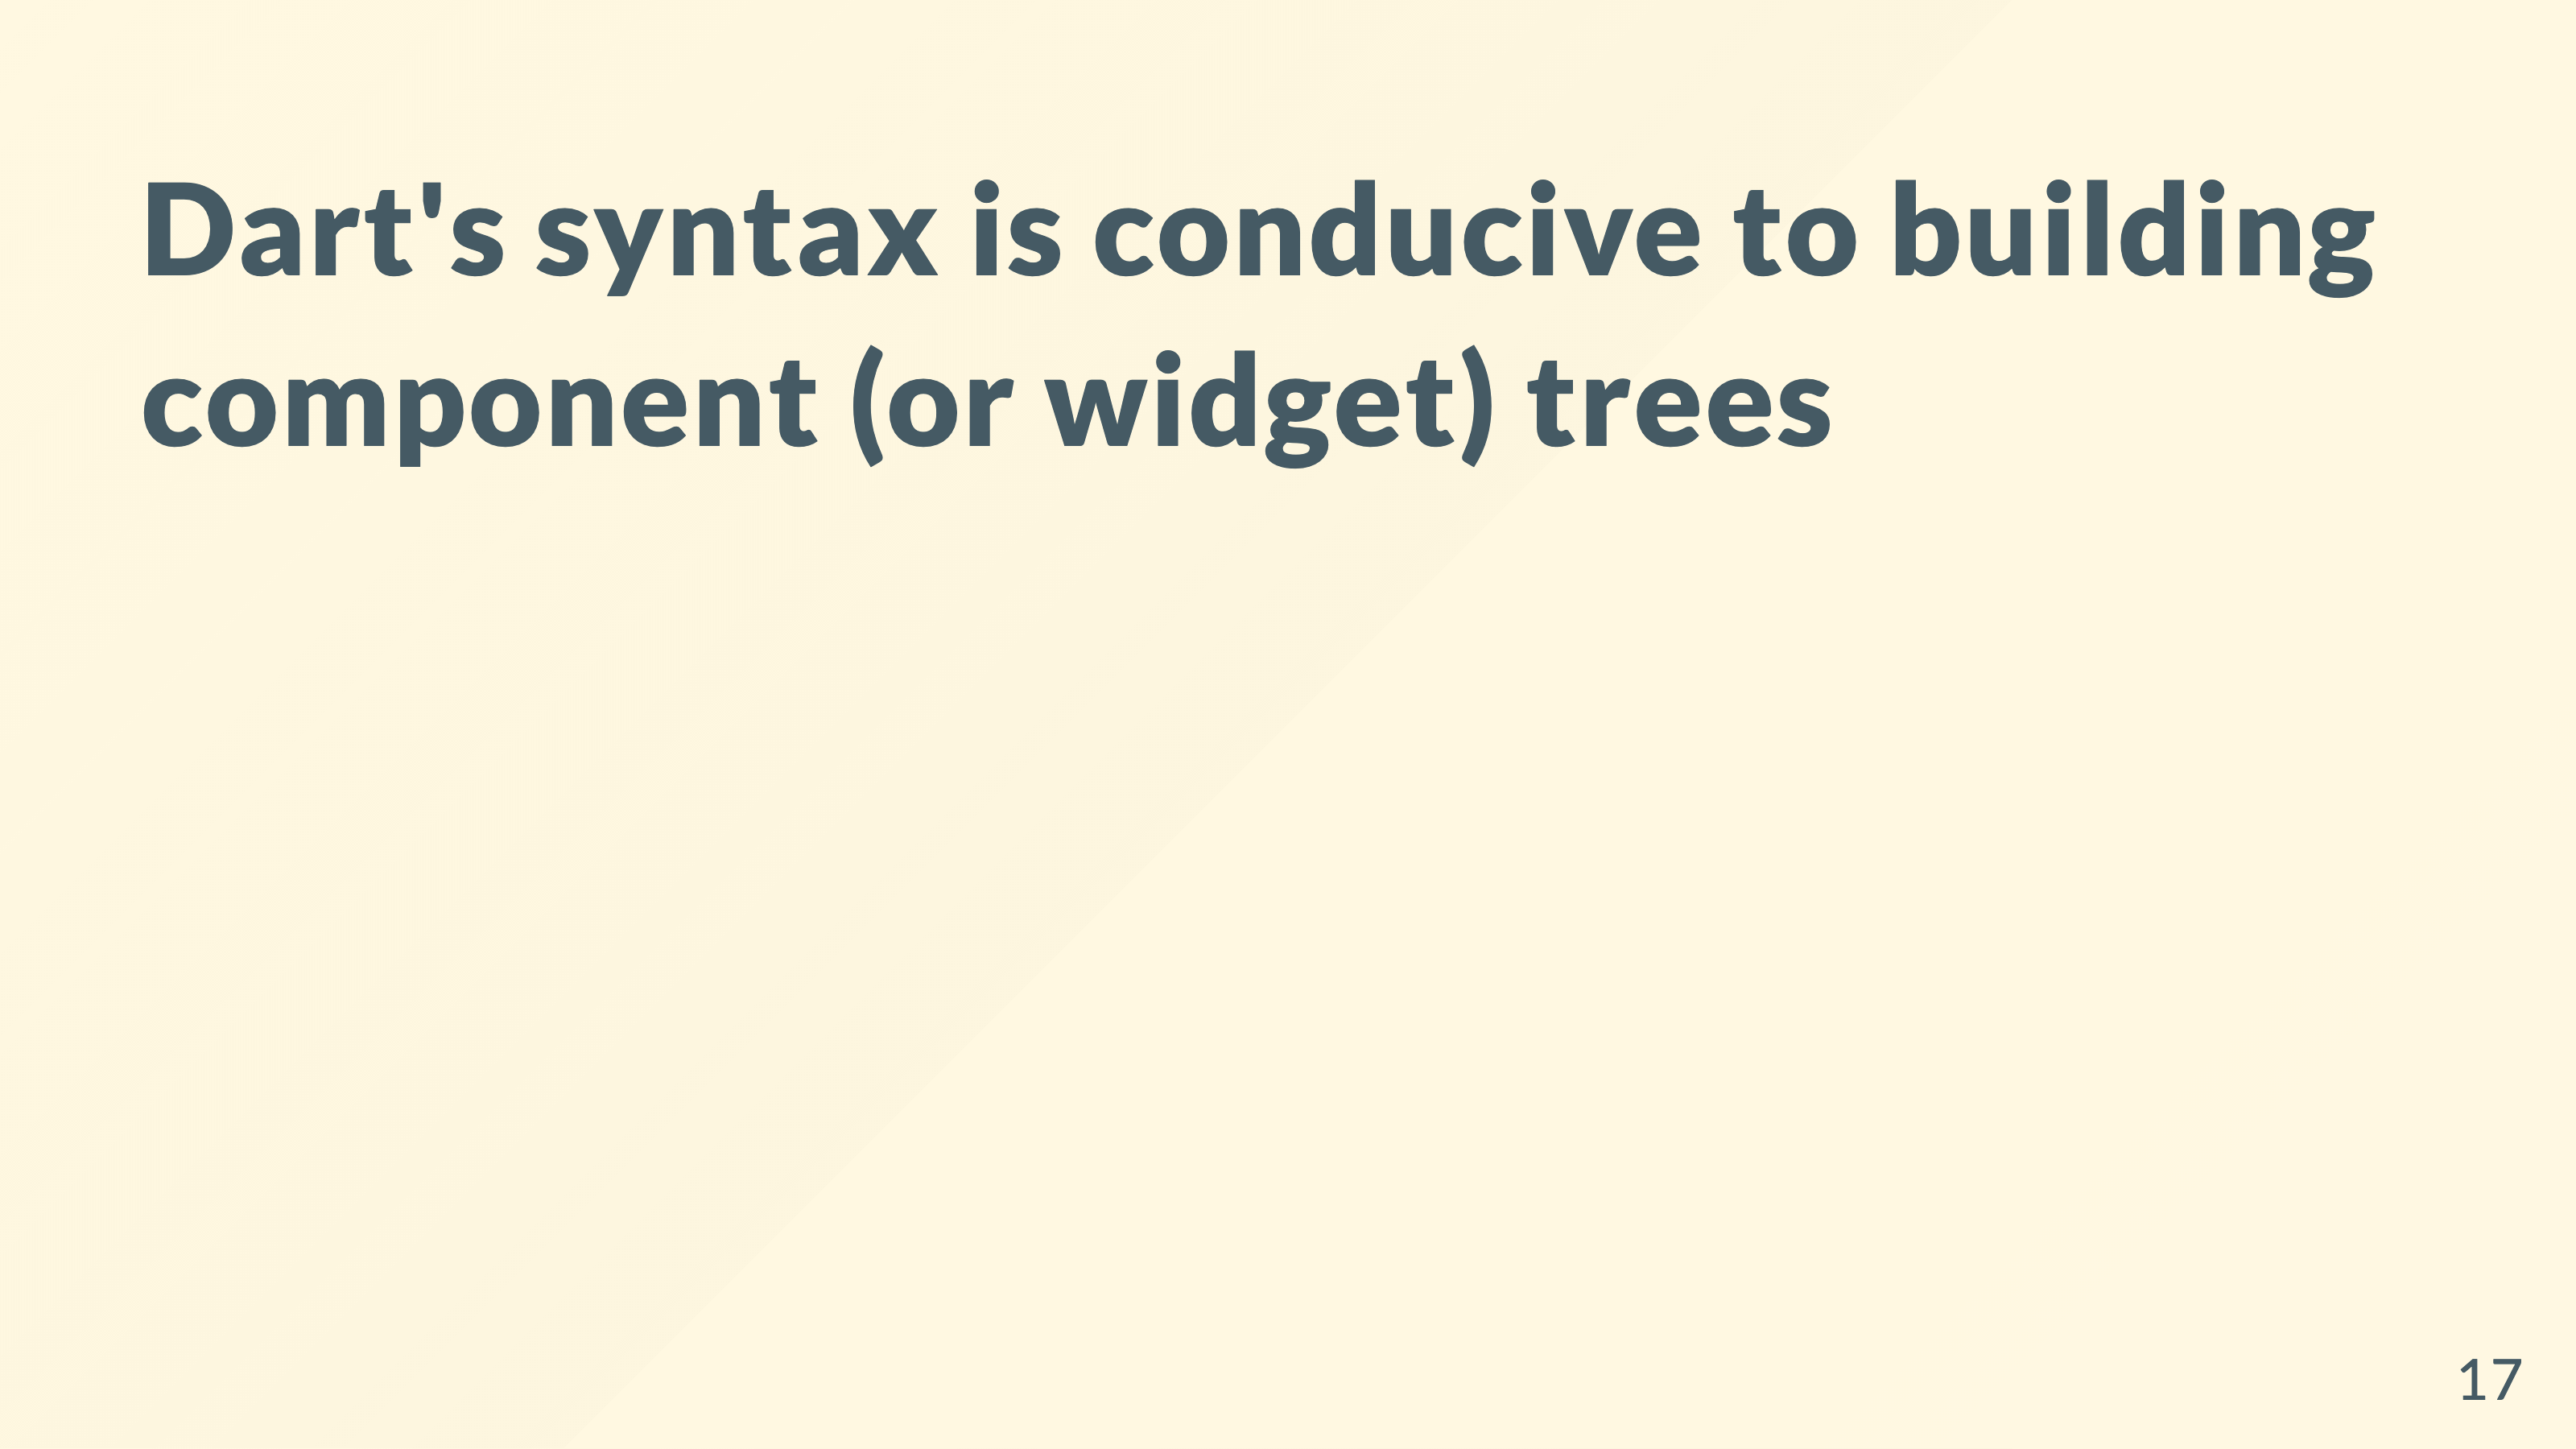 Dart's syntax is conducive to building
component (or widget) trees
17